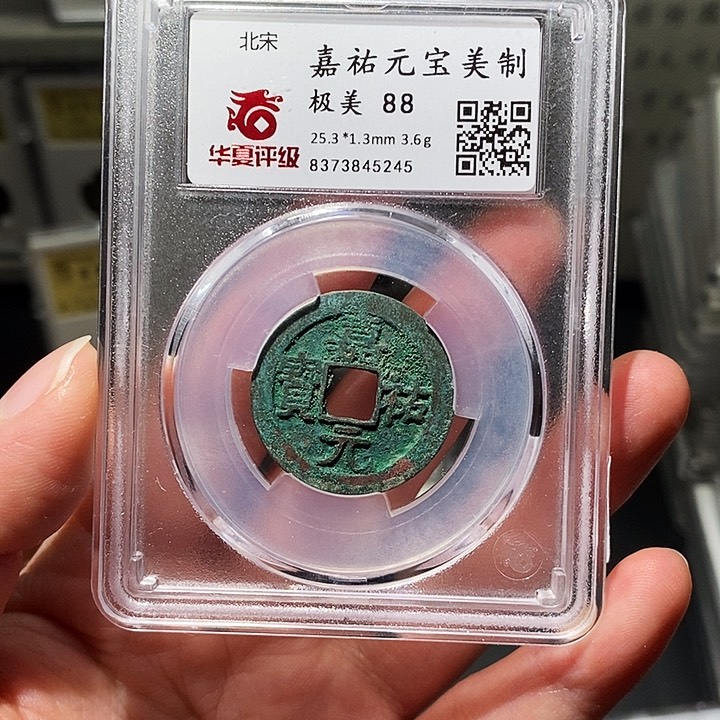 北宋
嘉祐元宝美制
极美 88
华夏评级
25.3*1.3mm 3.6g
8373845245
嘉祐元寶